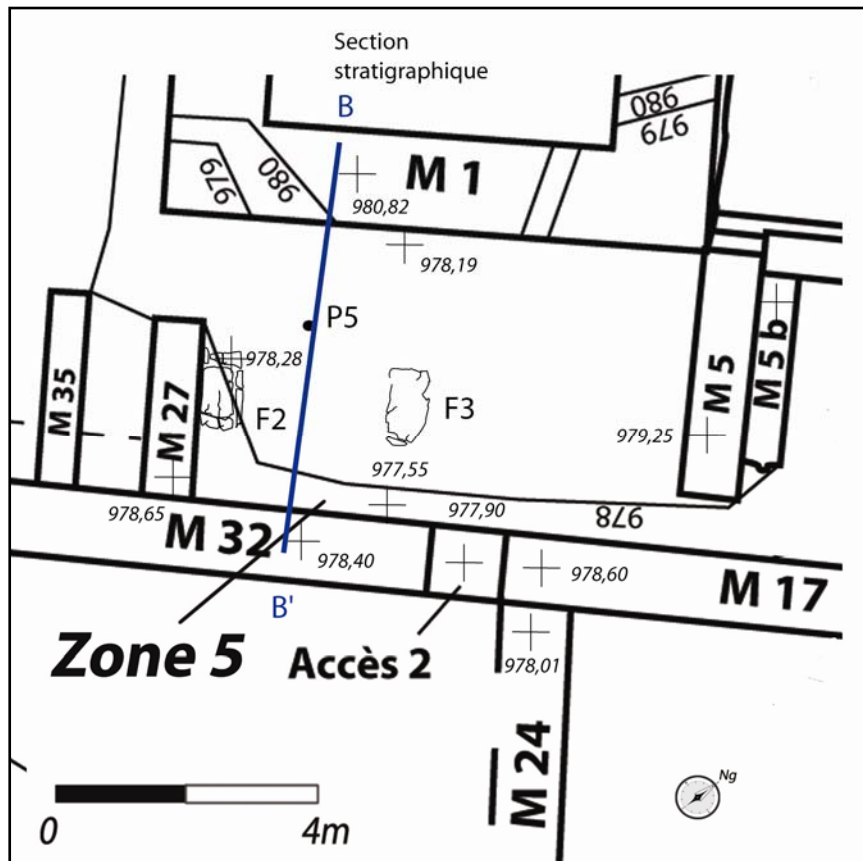 Section
stratigraphique
B
980
979
979
980
M 1
980,82
978,19
P5
978,28
M 35
M 27
F2
F3
M 5
M 5 b
979,25
977,55
978,65
977,90
978
M 32
978,40
978,60
M 17
B'
Zone 5
Accès 2
978,01
M 24
Ng
0
4m